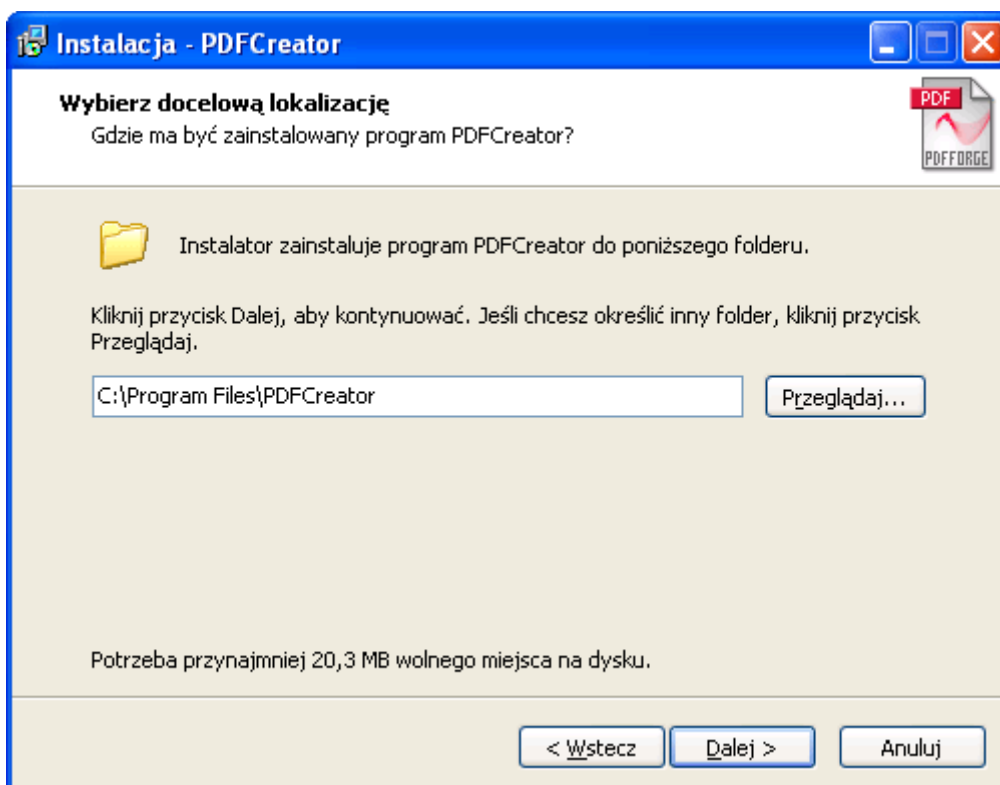 Instalacja - PDFCreator
Wybierz docelową lokalizację
Gdzie ma być zainstalowany program PDFCreator?
PDF
PDFFORGE
Instalator zainstaluje program PDFCreator do poniższego folderu.
Kliknij przycisk Dalej, aby kontynuować. Jeśli chcesz określić inny folder, kliknij przycisk
Przeglądaj.
C:\Program Files\PDFCreator
Przeglądaj...
Potrzeba przynajmniej 20,3 MB wolnego miejsca na dysku.
< Wstecz
Dalej >
Anuluj